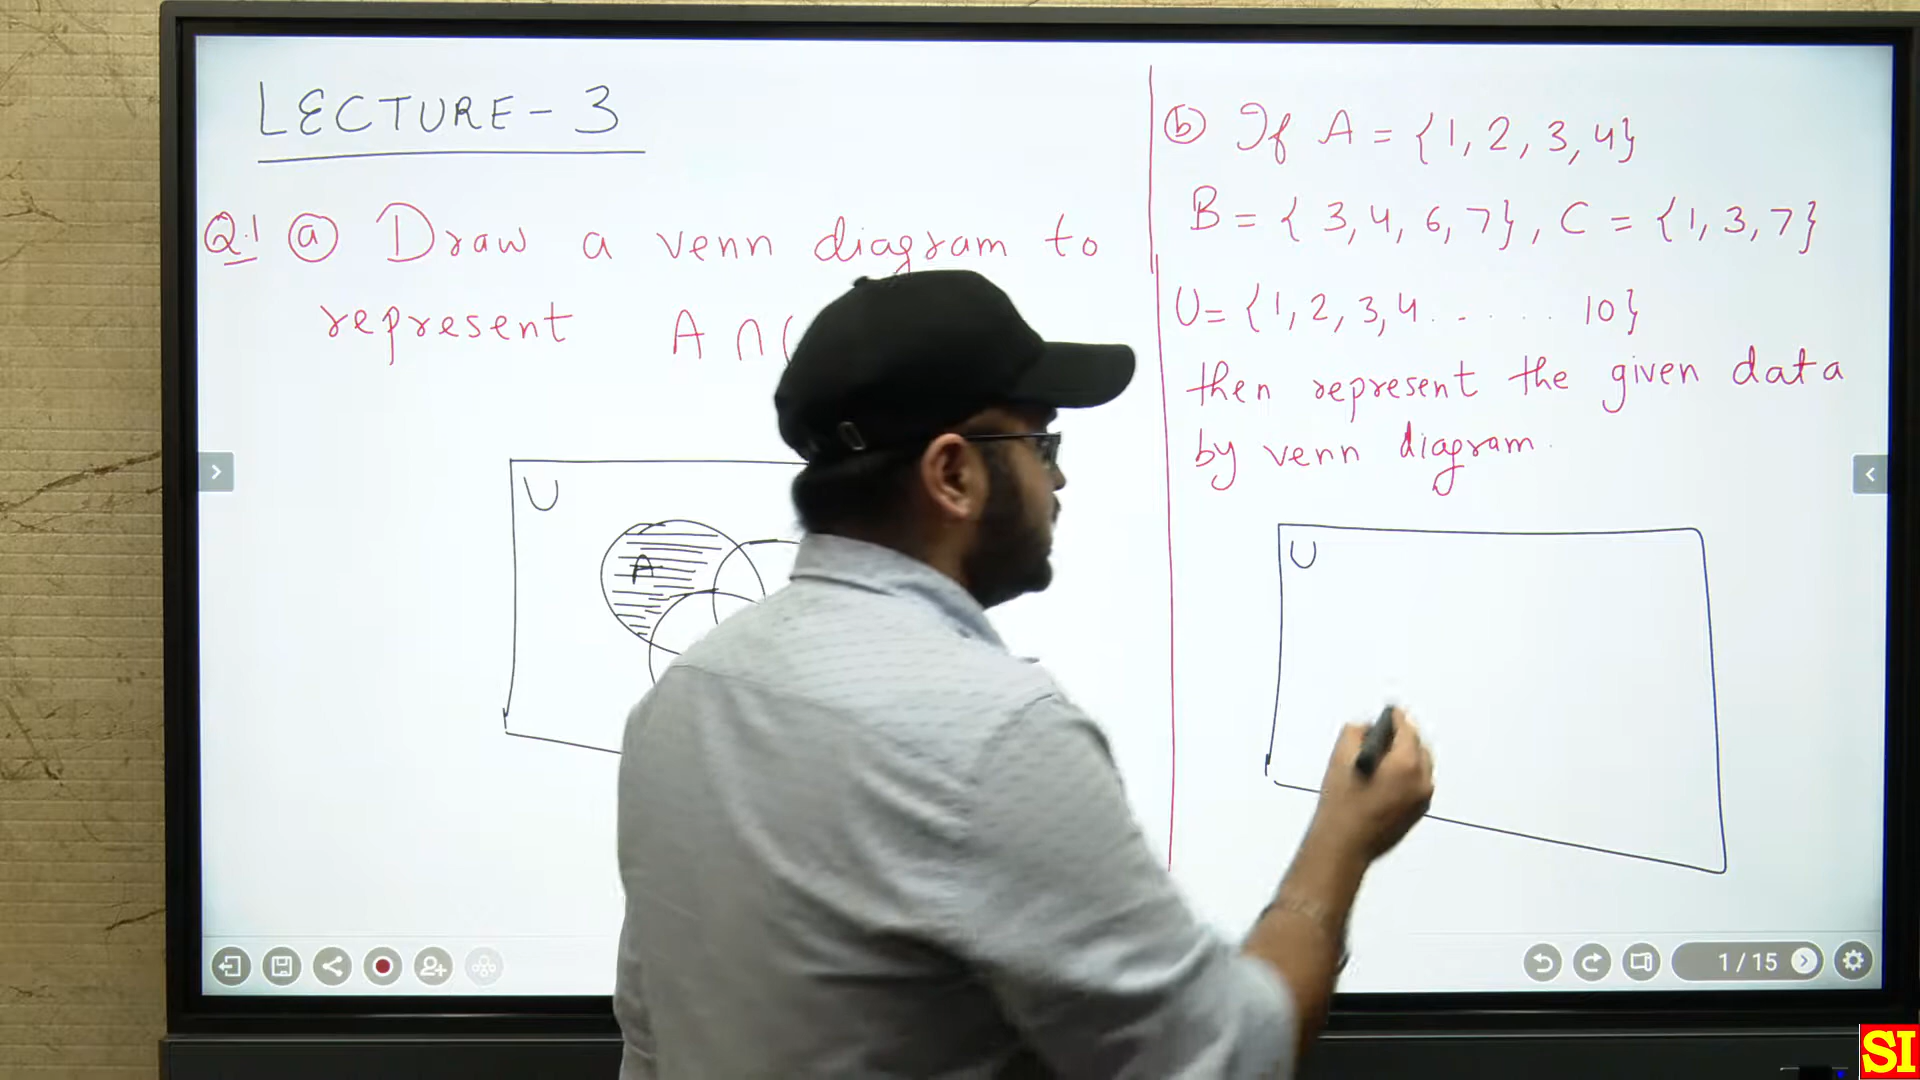 LECTURE - 3
Q.1 (a) Draw a venn diagram to
represent A ∩ (
U
A
(b) If A = {1, 2, 3, 4}
B = { 3, 4, 6, 7}, C = {1, 3, 7}
U = {1, 2, 3, 4 . . . . . . 10}
then represent the given data
by venn diagram.
U
1 / 15
SI